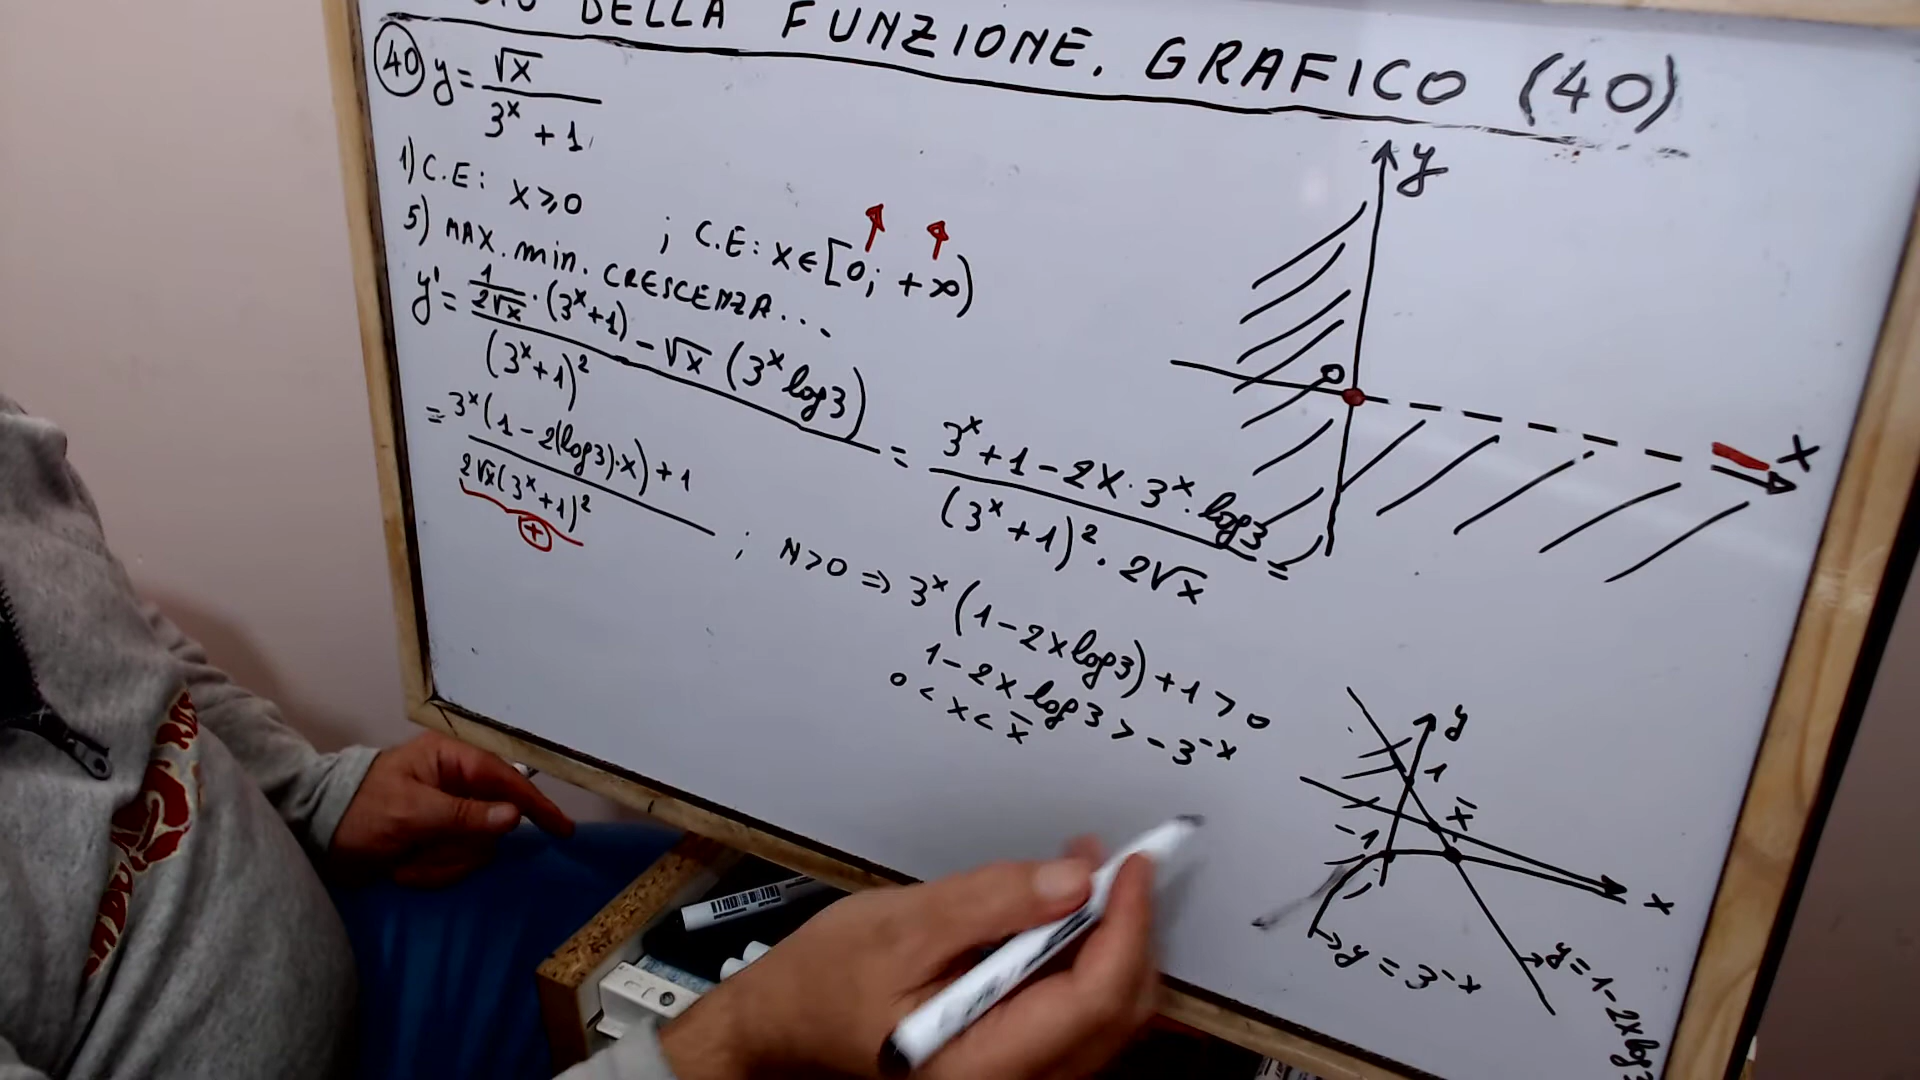 DELLA FUNZIONE. GRAFICO (40)
40 y = √x / (3^x + 1)
1) C.E: x ≥ 0 ; C.E: x ∈ [0; +∞)
5) MAX. min. CRESCENZA...
y' = (1/(2√x) · (3^x + 1) - √x (3^x log3)) / (3^x + 1)^2 = (3^x + 1 - 2x · 3^x · log3) / ((3^x + 1)^2 · 2√x) =
= (3^x (1 - 2(log3)·x) + 1) / (2√x (3^x + 1)^2) ; N > 0 ⇒ 3^x (1 - 2x log3) + 1 > 0
+
1 - 2x log3 > - 3^-x
0 < x < x̄
y
0
x
y
1
x̄
-1
x
y = 3^-x
y = 1 - 2x log3